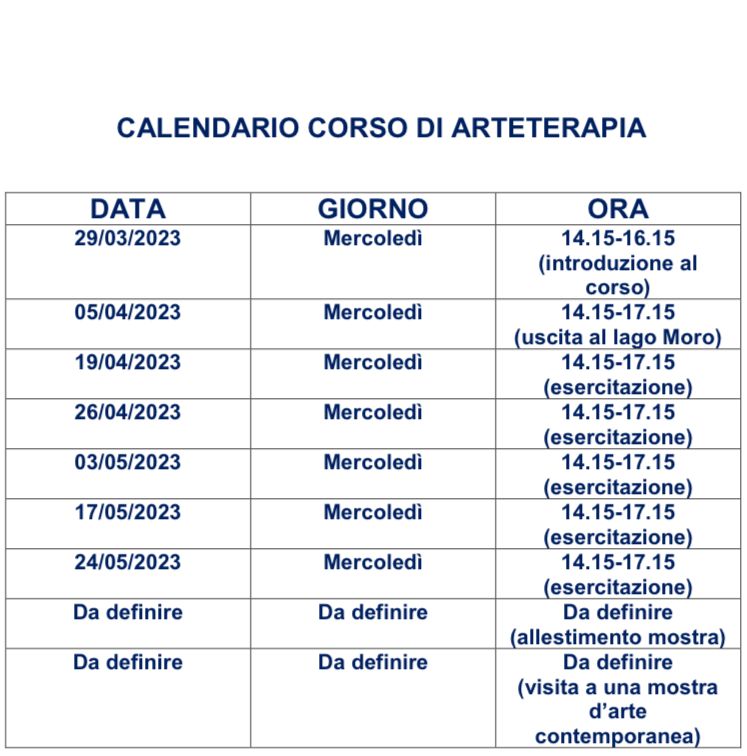 CALENDARIO CORSO DI ARTETERAPIA
DATA GIORNO ORA
29/03/2023 Mercoledì 14.15-16.15
(introduzione al
corso)
05/04/2023 Mercoledì 14.15-17.15
(uscita al lago Moro)
19/04/2023 Mercoledì 14.15-17.15
(esercitazione)
26/04/2023 Mercoledì 14.15-17.15
(esercitazione)
03/05/2023 Mercoledì 14.15-17.15
(esercitazione)
17/05/2023 Mercoledì 14.15-17.15
(esercitazione)
24/05/2023 Mercoledì 14.15-17.15
(esercitazione)
Da definire Da definire Da definire
(allestimento mostra)
Da definire Da definire Da definire
(visita a una mostra
d’arte
contemporanea)